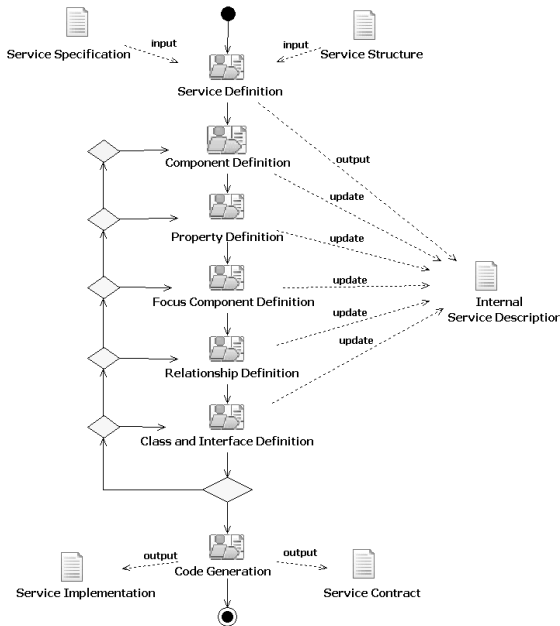 input
input
Service Specification
Service Structure
Service Definition
output
Component Definition
update
Property Definition
update
update
Focus Component Definition
Internal
Service Description
update
Relationship Definition
update
Class and Interface Definition
output
output
Code Generation
Service Implementation
Service Contract